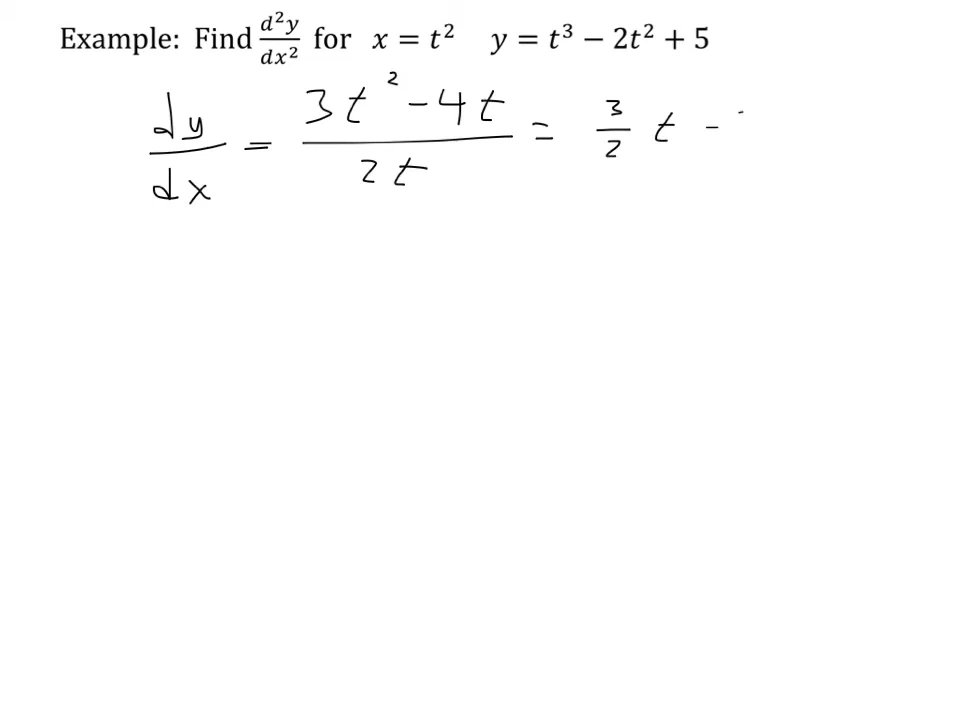 Example: Find d²y/dx² for x = t² y = t³ − 2t² + 5
dy/dx = (3t² - 4t)/(2t) = 3/2 t -